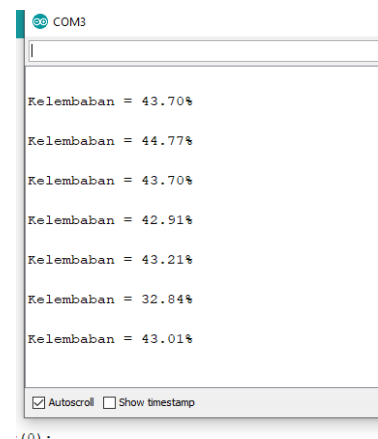 COM3
Kelembaban = 43.70%
Kelembaban = 44.77%
Kelembaban = 43.70%
Kelembaban = 42.91%
Kelembaban = 43.21%
Kelembaban = 32.84%
Kelembaban = 43.01%
Autoscroll Show timestamp
(0);